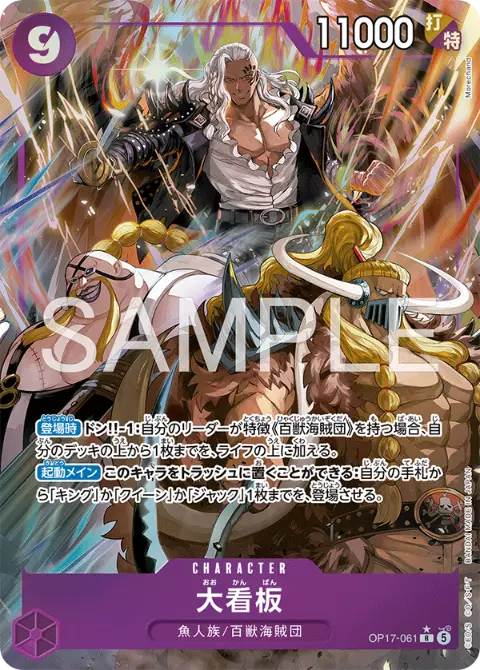 9
11000
打
特
Morechand
SAMPLE
登場時 ドン!!-1:自分のリーダーが特徴《百獣海賊団》を持つ場合、自
分のデッキの上から1枚までを、ライフの上に加える。
起動メイン このキャラをトラッシュに置くことができる:自分の手札か
ら「キング」か「クイーン」か「ジャック」1枚までを、登場させる。
BANDAI MADE IN JAPAN
CHARACTER
大看板
魚人族/百獣海賊団
OP17-061 R 5